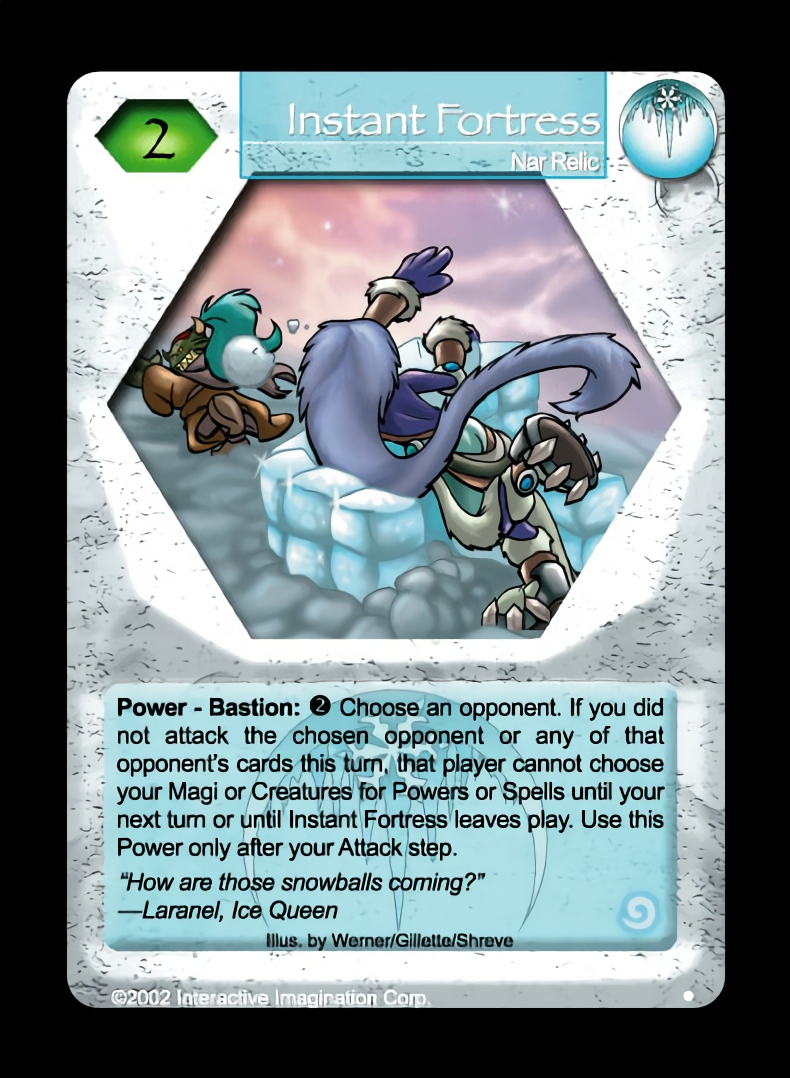 2
Instant Fortress
Nar Relic
Power - Bastion: ❷ Choose an opponent. If you did
not attack the chosen opponent or any of that
opponent's cards this turn, that player cannot choose
your Magi or Creatures for Powers or Spells until your
next turn or until Instant Fortress leaves play. Use this
Power only after your Attack step.
"How are those snowballs coming?"
—Laranel, Ice Queen
Illus. by Werner/Gillette/Shreve
©2002 Interactive Imagination Corp.